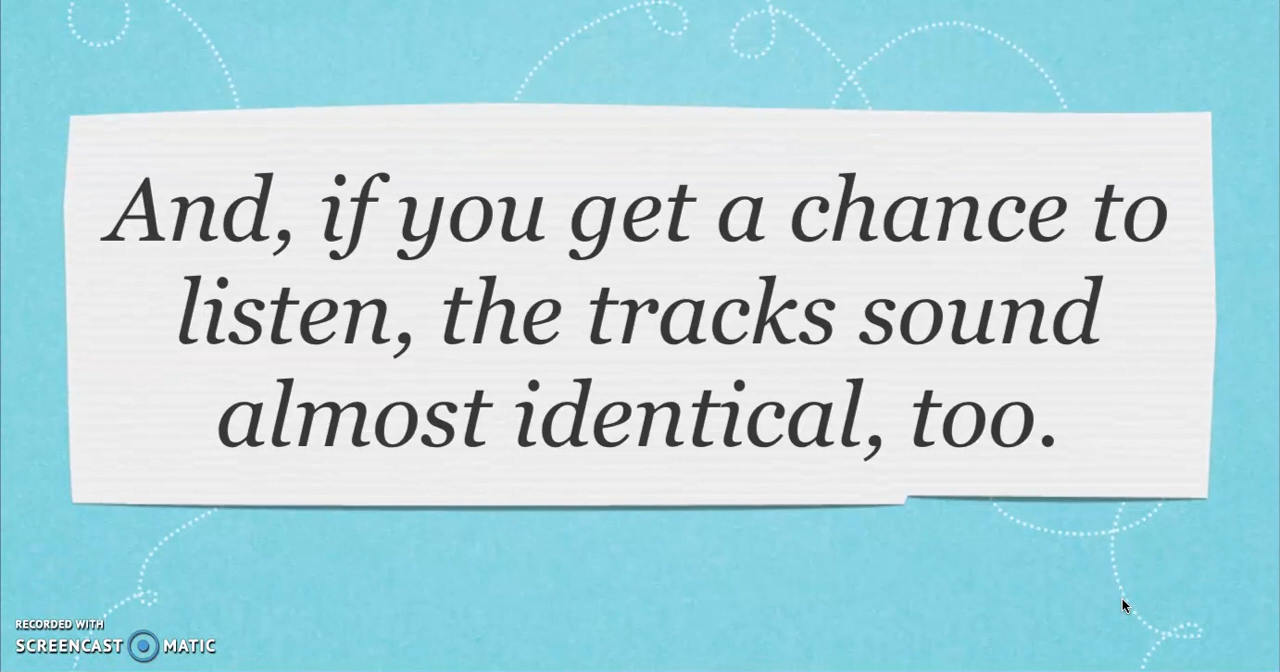 And, if you get a chance to
listen, the tracks sound
almost identical, too.
RECORDED WITH
SCREENCAST MATIC